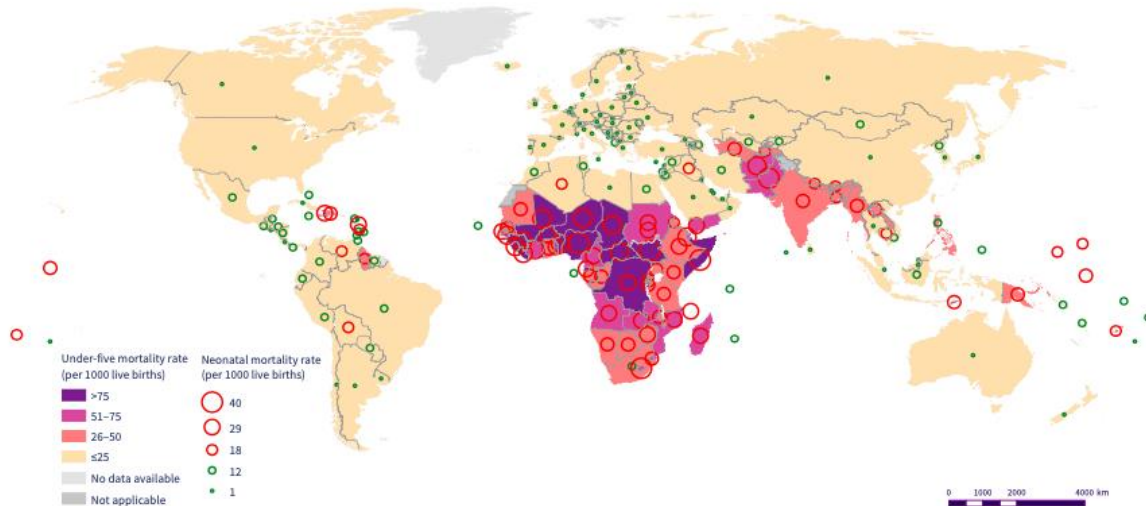 Under-five mortality rate
(per 1000 live births)
>75
51–75
26–50
≤25
No data available
Not applicable
Neonatal mortality rate
(per 1000 live births)
40
29
18
12
1
0 1000 2000 4000 km